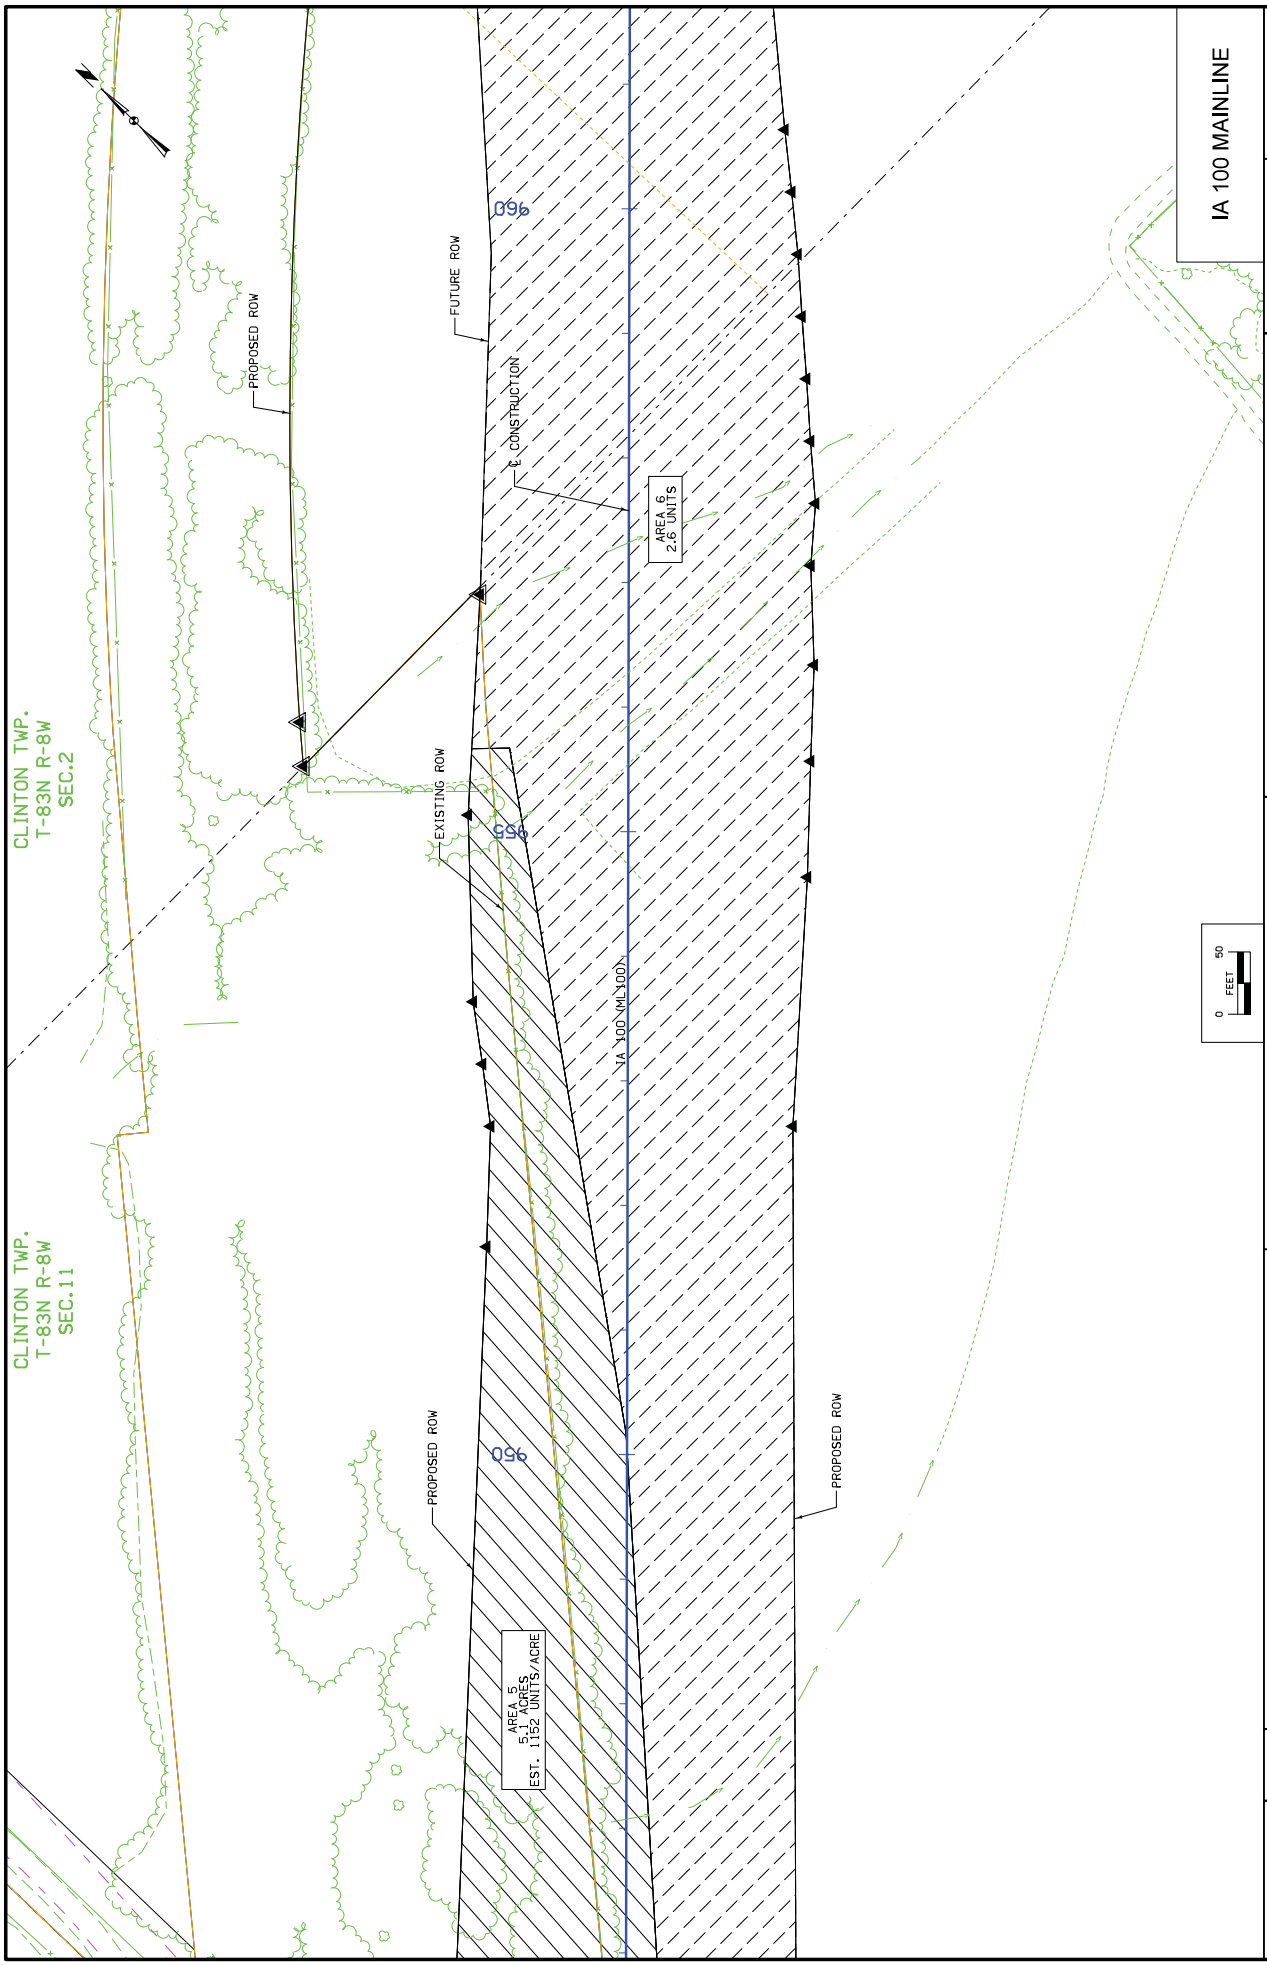 CLINTON TWP.
T-83N R-8W
SEC.11
CLINTON TWP.
T-83N R-8W
SEC.2
PROPOSED ROW
FUTURE ROW
℄ CONSTRUCTION
EXISTING ROW
PROPOSED ROW
950
955
960
AREA 5
5.1 ACRES
EST. 1152 UNITS/ACRE
IA 100 (ML100)
AREA 6
2.6 UNITS
PROPOSED ROW
0 50
FEET
IA 100 MAINLINE